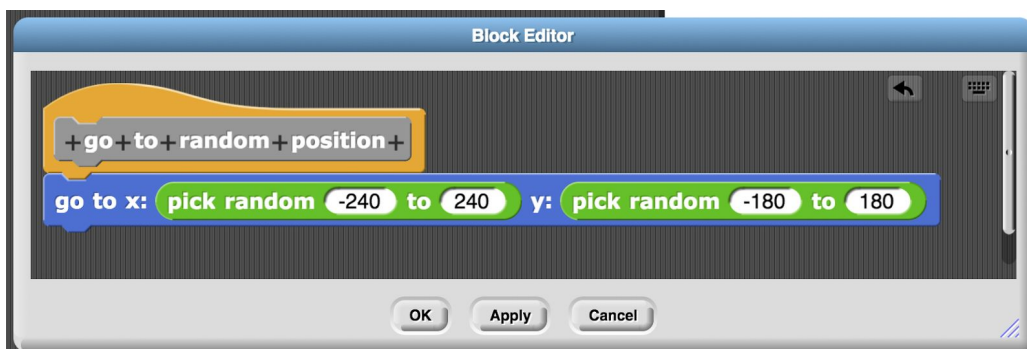 Block Editor
+go+to+random+position+
go to x: pick random -240 to 240 y: pick random -180 to 180
OK Apply Cancel